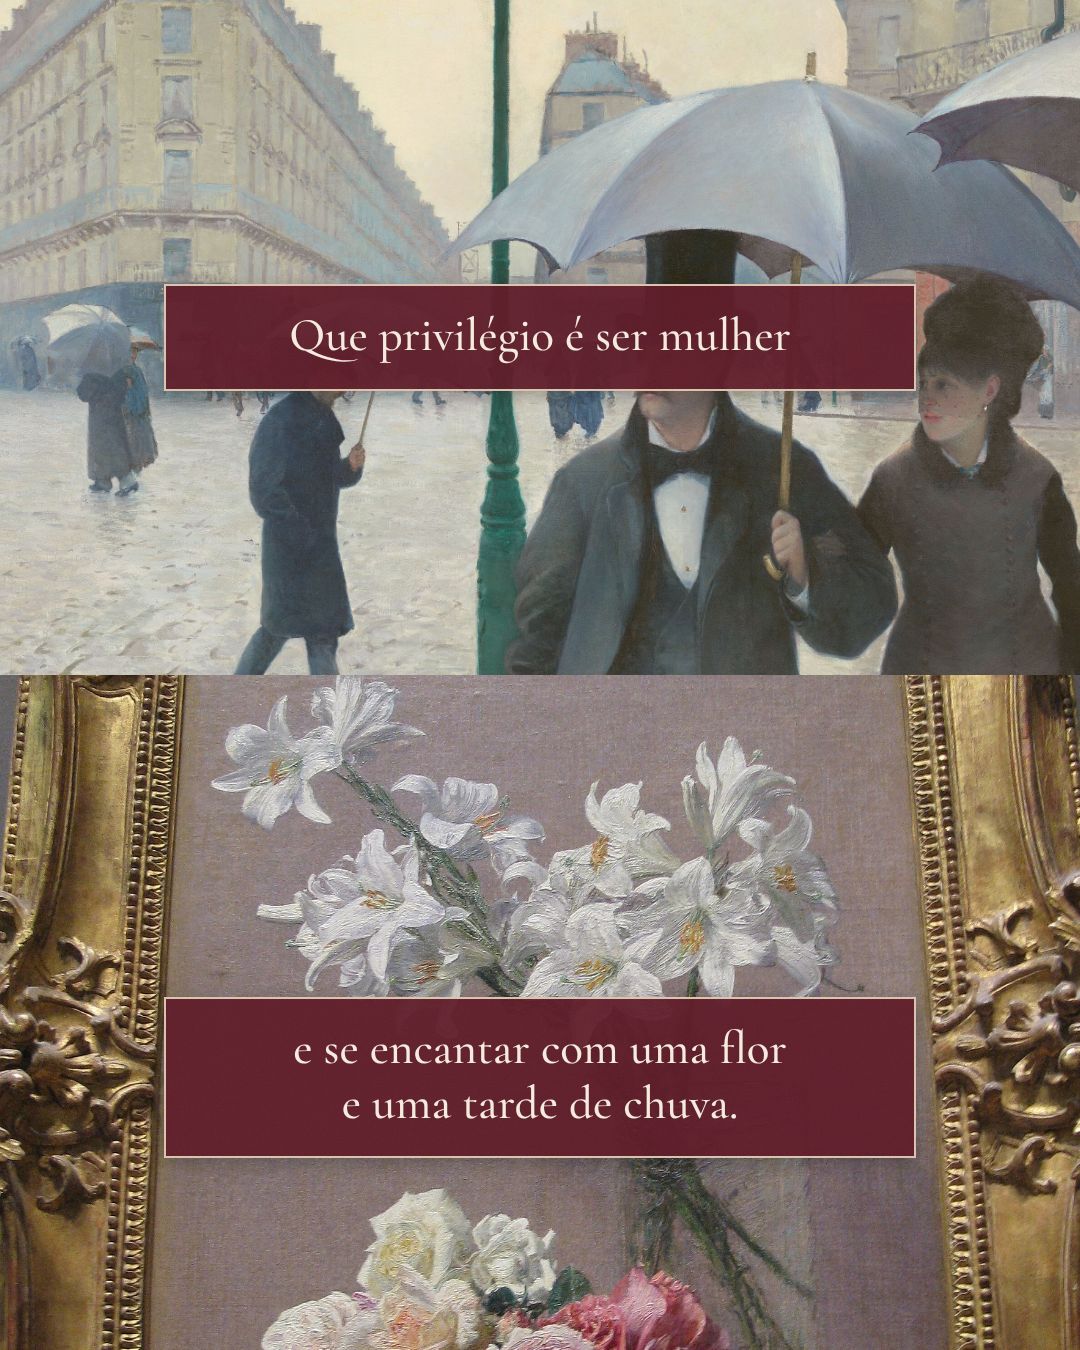 Que privilégio é ser mulher
e se encantar com uma flor
e uma tarde de chuva.